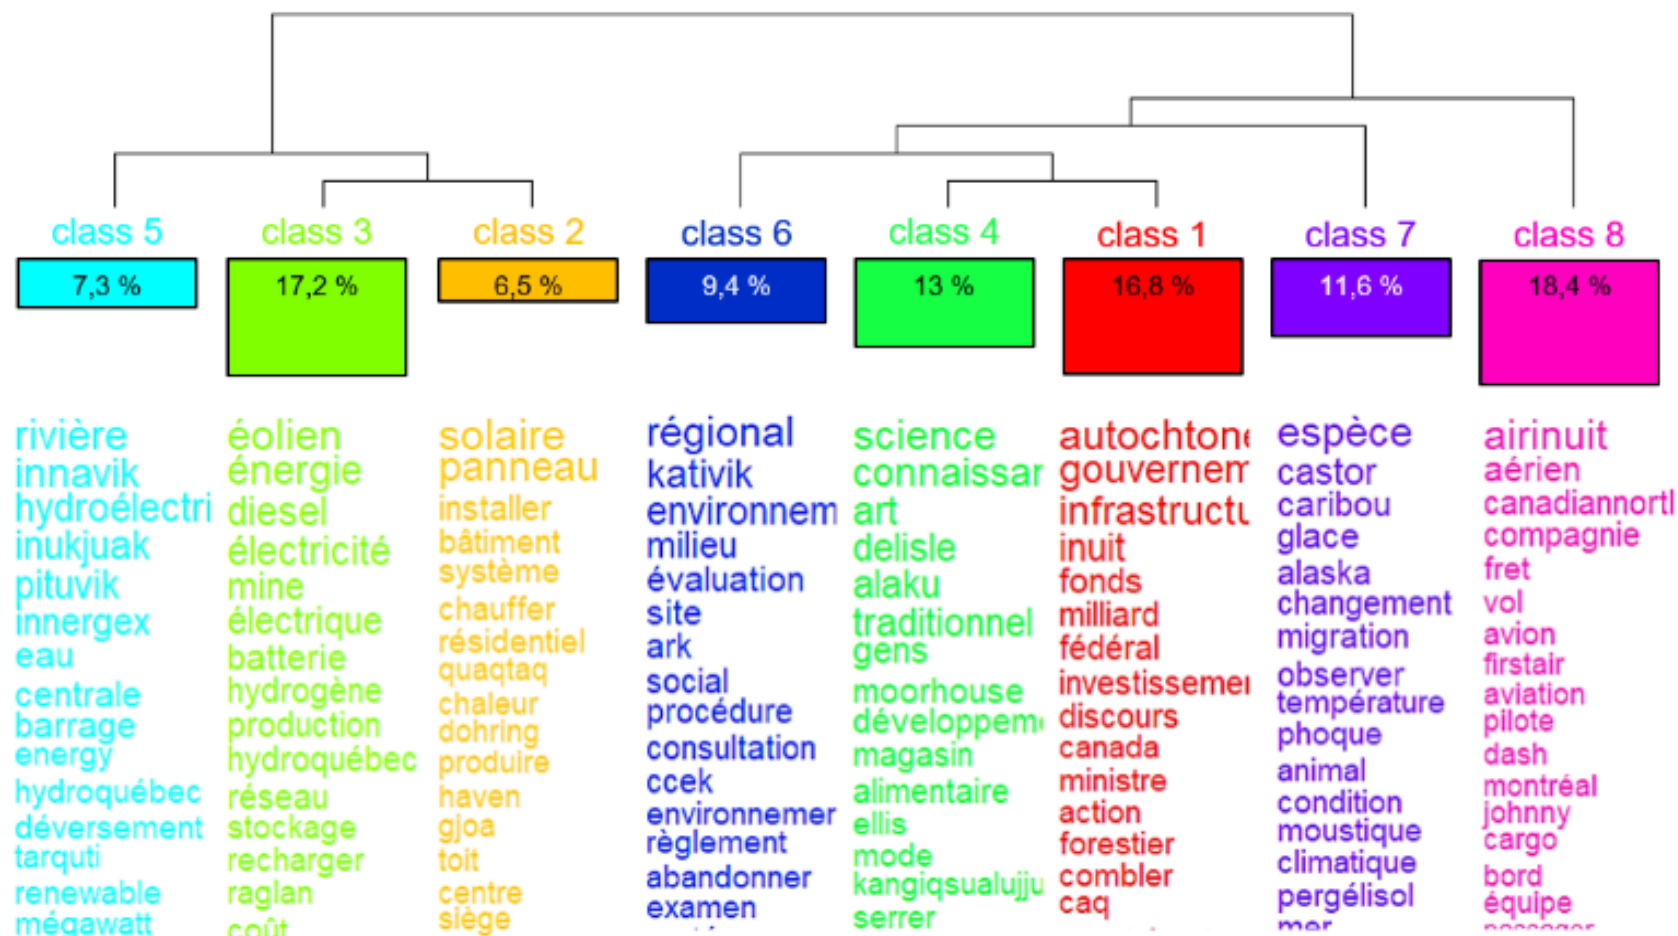 class 5 class 3 class 2 class 6 class 4 class 1 class 7 class 8
7,3 % 17,2 % 6,5 % 9,4 % 13 % 16,8 % 11,6 % 18,4 %
rivière éolien solaire régional science autochton espèce airinuit
innavik énergie panneau kativik connaissar gouvernem castor aérien
hydroélectri diesel installer environnem art infrastructu caribou canadiannortl
inukjuak électricité bâtiment milieu delisle inuit glace compagnie
pituvik mine système évaluation alaku fonds alaska fret
innergex électrique chauffer site traditionnel milliard changement vol
eau batterie résidentiel ark gens fédéral migration avion
centrale hydrogène quaqtaq social moorhouse investissemei observer firstair
barrage production chaleur procédure développem discours température aviation
energy hydroquébec dohring consultation magasin canada phoque pilote
hydroquébec réseau produire ccek alimentaire ministre animal dash
déversement stockage haven environnemer ellis action condition montréal
tarquti recharger gjoa règlement mode forestier moustique johnny
renewable raglan toit abandonner kangiqsualujju combler climatique cargo
mégawatt coût centre examen serrer caq pergélisol bord
siège mer équipe
passager